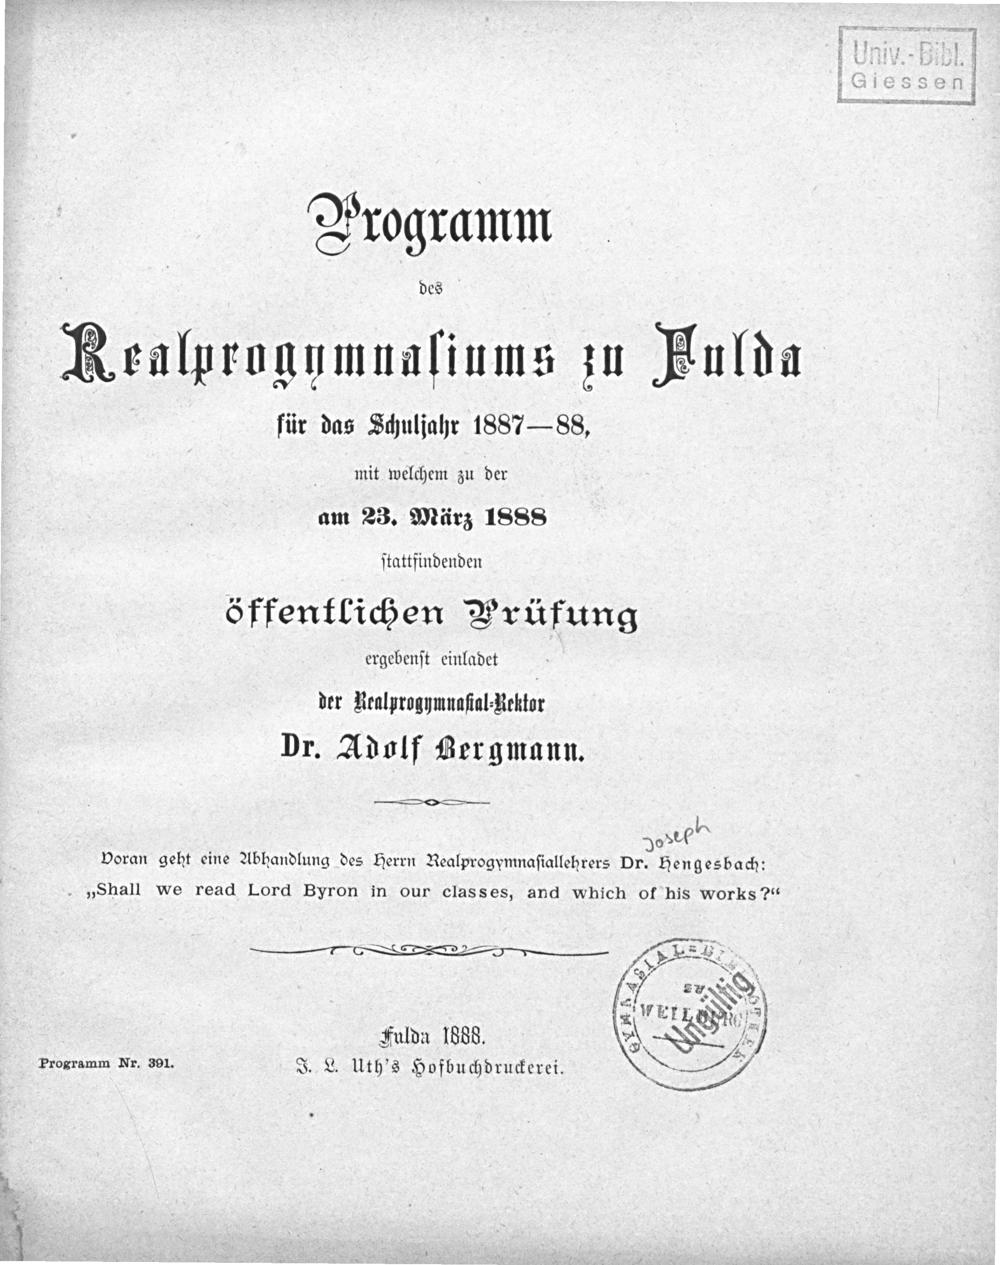 Univ.-Bibl.
Giessen
Programm
des
Realprogymnaſiums zu Fulda
für das Schuljahr 1887—88,
mit welchem zu der
am 23. März 1888
ſtattfindenden
öffentlichen Prüfung
ergebenſt einladet
der Realprogymnaſial-Rektor
Dr. Adolf Bergmann.
Joseph
Voran geht eine Abhandlung des Herrn Realprogymnaſiallehrers Dr. Hengesbach:
„Shall we read Lord Byron in our classes, and which of his works?“
GYMNASIAL=BIBLIOTHEK
ZU
WEILBURG
Ungültig
Fulda 1888.
Programm Nr. 391.
J. L. Uth's Hofbuchdruckerei.